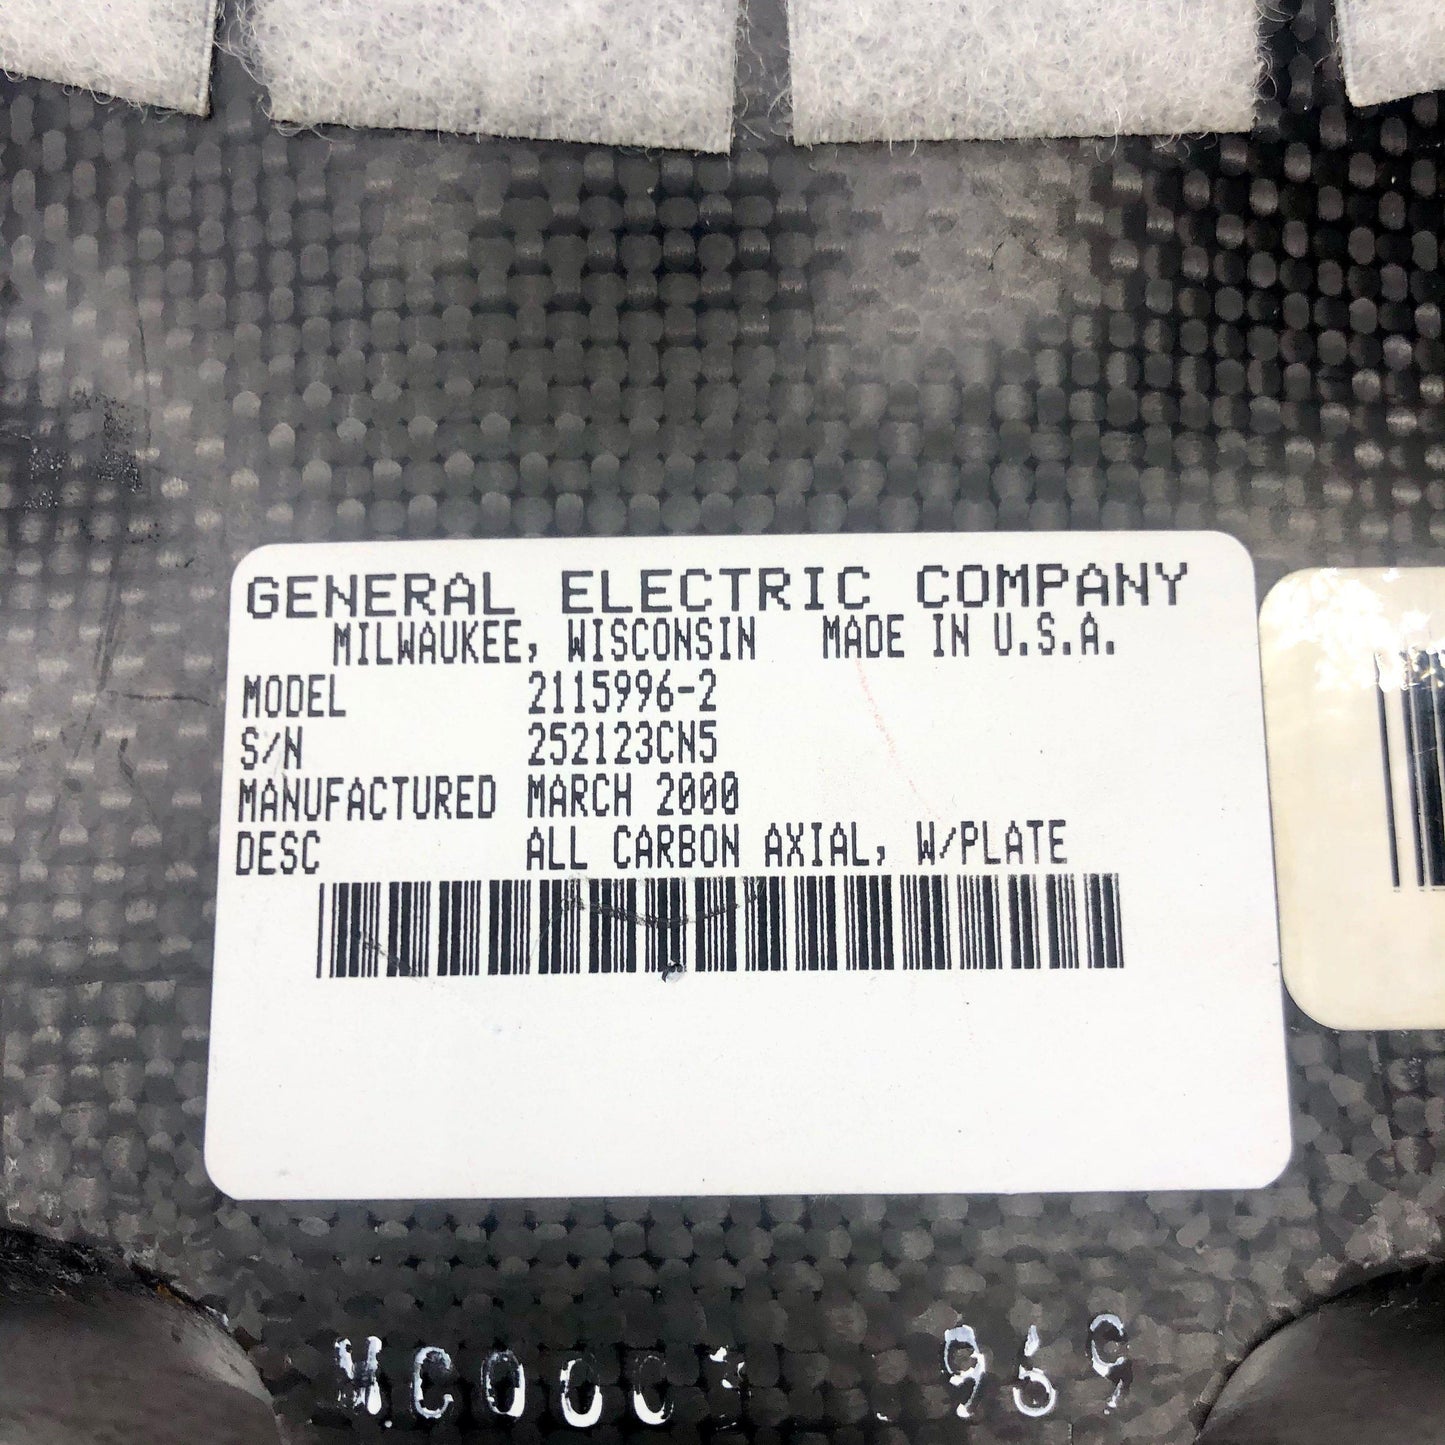 GENERAL ELECTRIC COMPANY
MILWAUKEE, WISCONSIN MADE IN U.S.A.
MODEL 2115996-2
S/N 252123CN5
MANUFACTURED MARCH 2000
DESC ALL CARBON AXIAL, W/PLATE